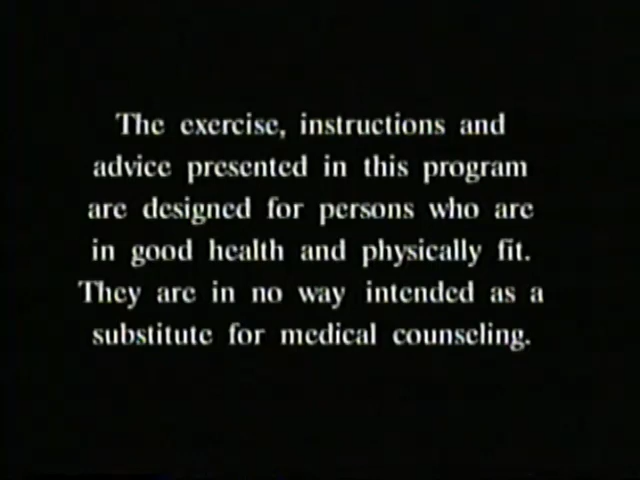 The exercise, instructions and
advice presented in this program
are designed for persons who are
in good health and physically fit.
They are in no way intended as a
substitute for medical counseling.